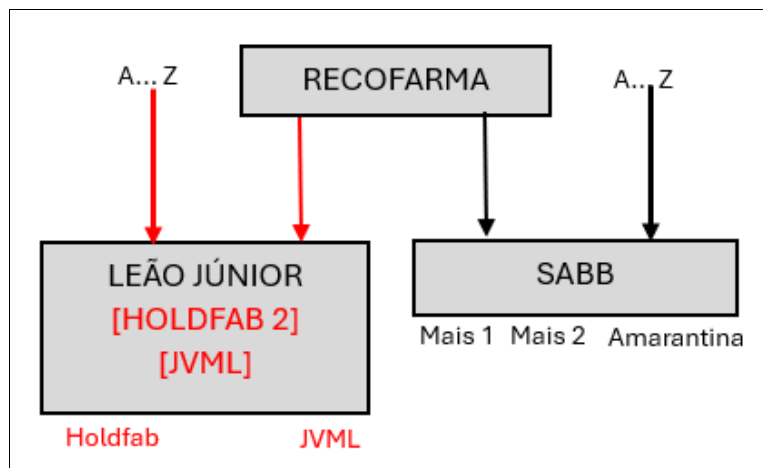 A... Z
RECOFARMA
A... Z
LEÃO JÚNIOR
[HOLDFAB 2]
[JVML]
SABB
Mais 1 Mais 2 Amarantina
Holdfab JVML